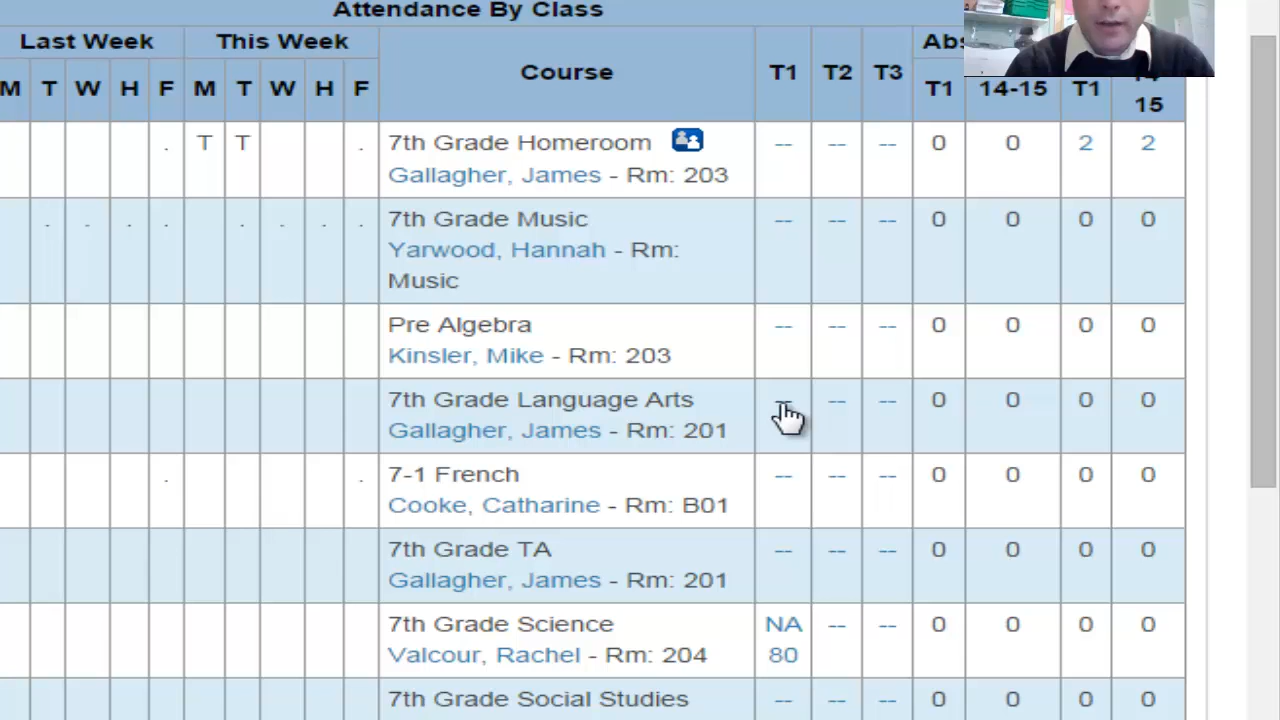 Attendance By Class
Last Week This Week Course T1 T2 T3
M T W H F M T W H F T1 14-15 T1 15
. T T . 7th Grade Homeroom -- -- -- 0 0 2 2
Gallagher, James - Rm: 203
. . . . . . . . 7th Grade Music -- -- -- 0 0 0 0
Yarwood, Hannah - Rm:
Music
Pre Algebra -- -- -- 0 0 0 0
Kinsler, Mike - Rm: 203
7th Grade Language Arts -- -- -- 0 0 0 0
Gallagher, James - Rm: 201
. . 7-1 French -- -- -- 0 0 0 0
Cooke, Catharine - Rm: B01
7th Grade TA -- -- -- 0 0 0 0
Gallagher, James - Rm: 201
7th Grade Science NA -- -- 0 0 0 0
Valcour, Rachel - Rm: 204 80
7th Grade Social Studies -- -- -- 0 0 0 0